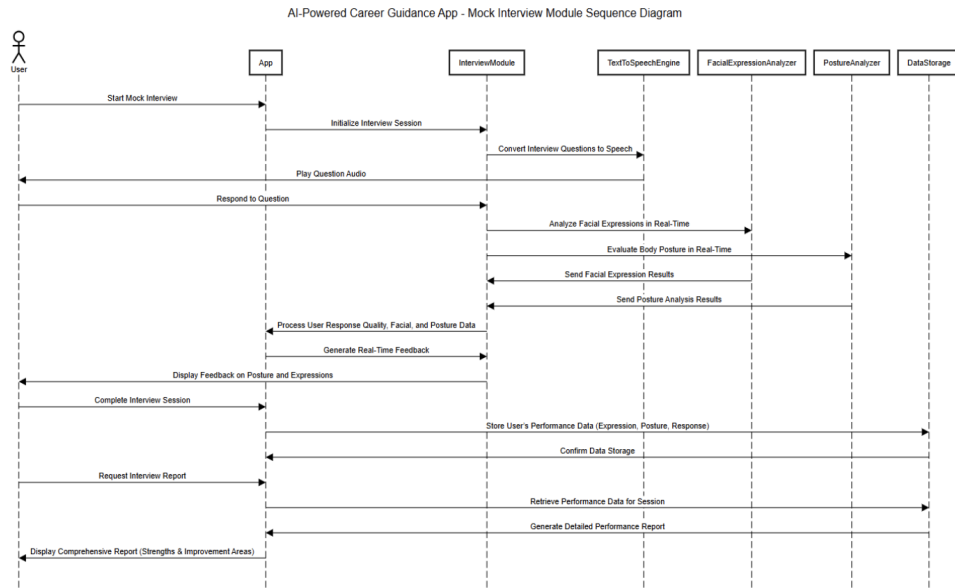 AI-Powered Career Guidance App - Mock Interview Module Sequence Diagram
User
App
InterviewModule
TextToSpeechEngine
FacialExpressionAnalyzer
PostureAnalyzer
DataStorage
Start Mock Interview
Initialize Interview Session
Convert Interview Questions to Speech
Play Question Audio
Respond to Question
Analyze Facial Expressions in Real-Time
Evaluate Body Posture in Real-Time
Send Facial Expression Results
Send Posture Analysis Results
Process User Response Quality, Facial, and Posture Data
Generate Real-Time Feedback
Display Feedback on Posture and Expressions
Complete Interview Session
Store User's Performance Data (Expression, Posture, Response)
Confirm Data Storage
Request Interview Report
Retrieve Performance Data for Session
Generate Detailed Performance Report
Display Comprehensive Report (Strengths & Improvement Areas)